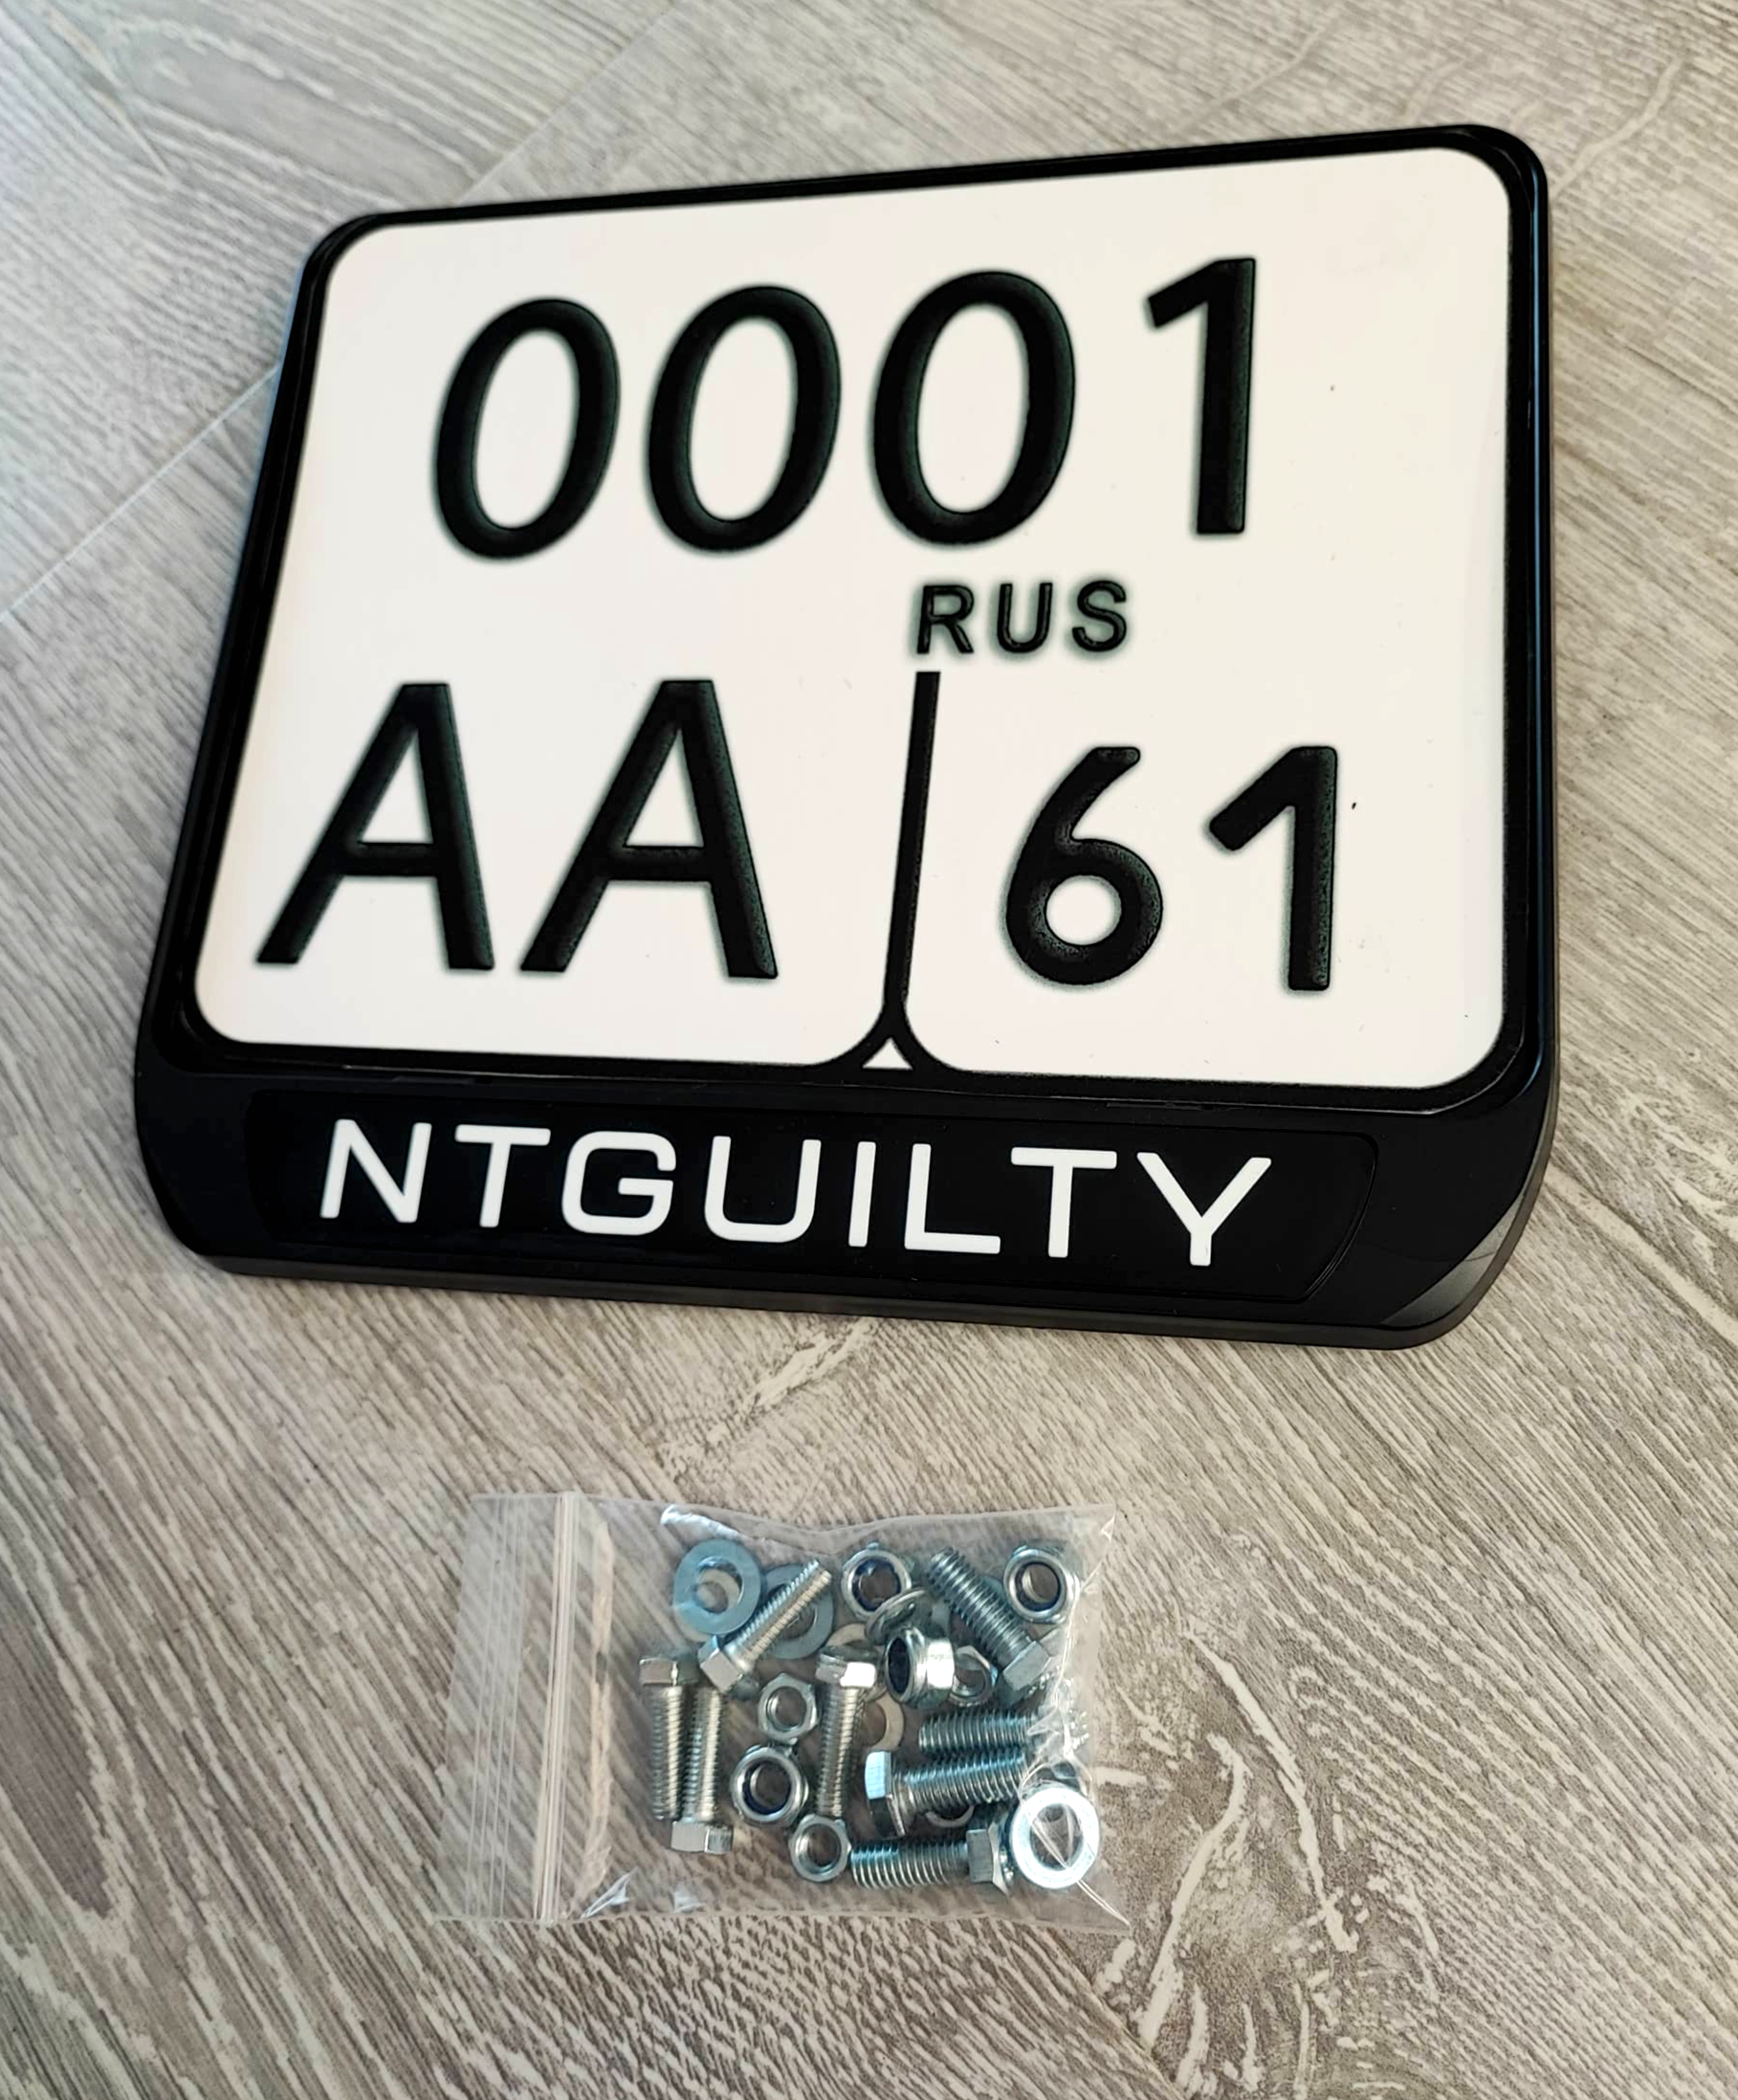 0001
RUS
AA 61
NTGUILTY